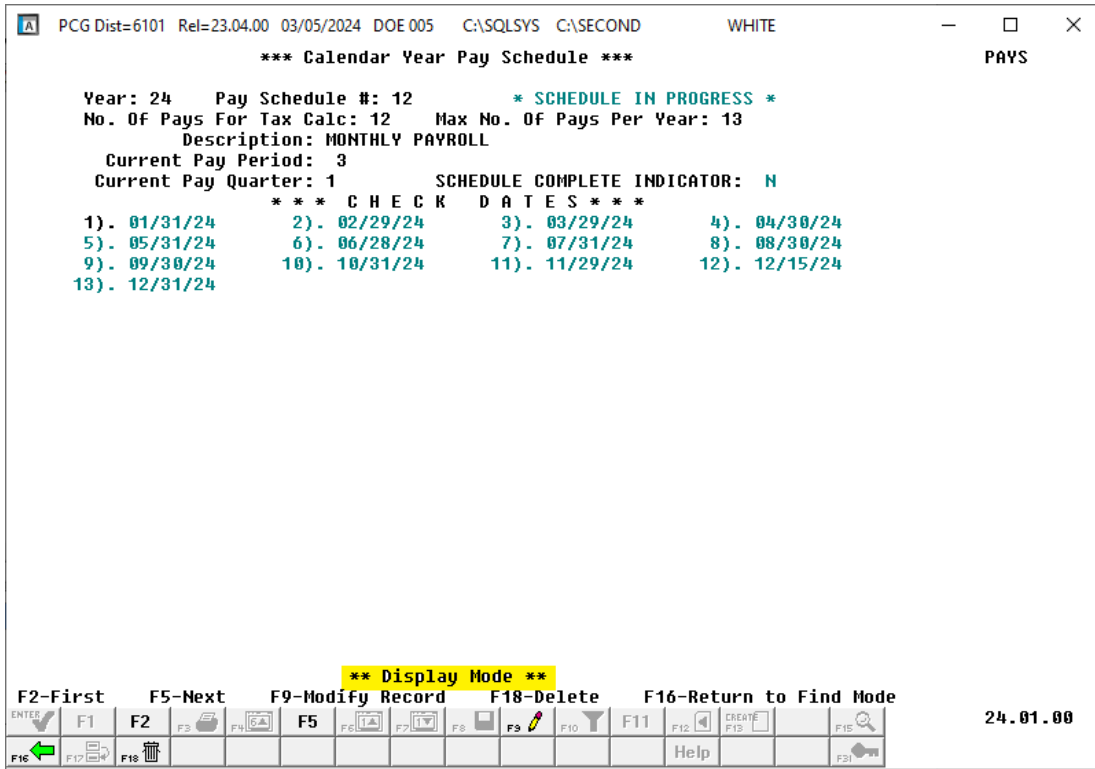 A PCG Dist=6101 Rel=23.04.00 03/05/2024 DOE 005 C:\SQLSYS C:\SECOND WHITE
*** Calendar Year Pay Schedule *** PAYS
Year: 24 Pay Schedule #: 12 * SCHEDULE IN PROGRESS *
No. Of Pays For Tax Calc: 12 Max No. Of Pays Per Year: 13
Description: MONTHLY PAYROLL
Current Pay Period: 3
Current Pay Quarter: 1 SCHEDULE COMPLETE INDICATOR: N
* * * C H E C K D A T E S * * *
1). 01/31/24 2). 02/29/24 3). 03/29/24 4). 04/30/24
5). 05/31/24 6). 06/28/24 7). 07/31/24 8). 08/30/24
9). 09/30/24 10). 10/31/24 11). 11/29/24 12). 12/15/24
13). 12/31/24
** Display Mode **
F2-First F5-Next F9-Modify Record F18-Delete F16-Return to Find Mode
ENTER F1 F2 F3 F4 6 F5 F6 1 F7 1 F8 F9 F10 F11 F12 CREATE F13 F15 24.01.00
F16 F17 F18 Help F31